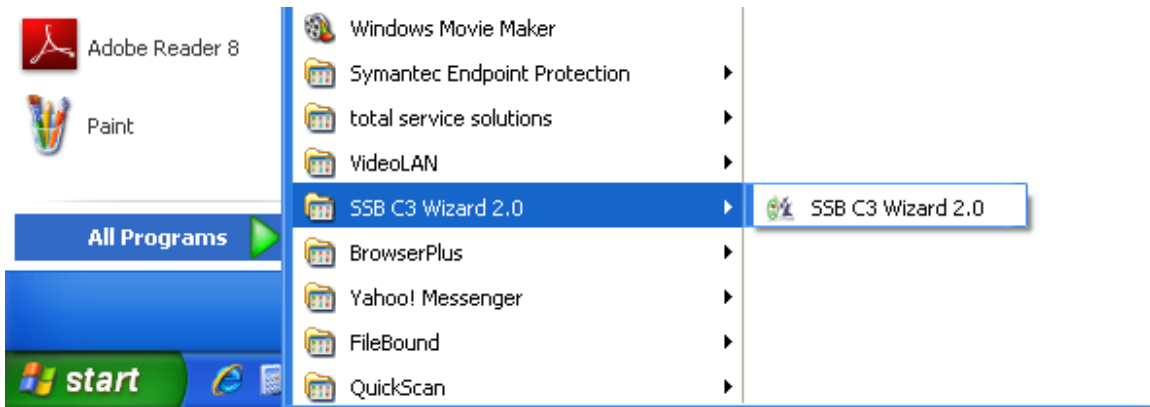 Adobe Reader 8
Paint
All Programs
start
Windows Movie Maker
Symantec Endpoint Protection
total service solutions
VideoLAN
SSB C3 Wizard 2.0
BrowserPlus
Yahoo! Messenger
FileBound
QuickScan
SSB C3 Wizard 2.0